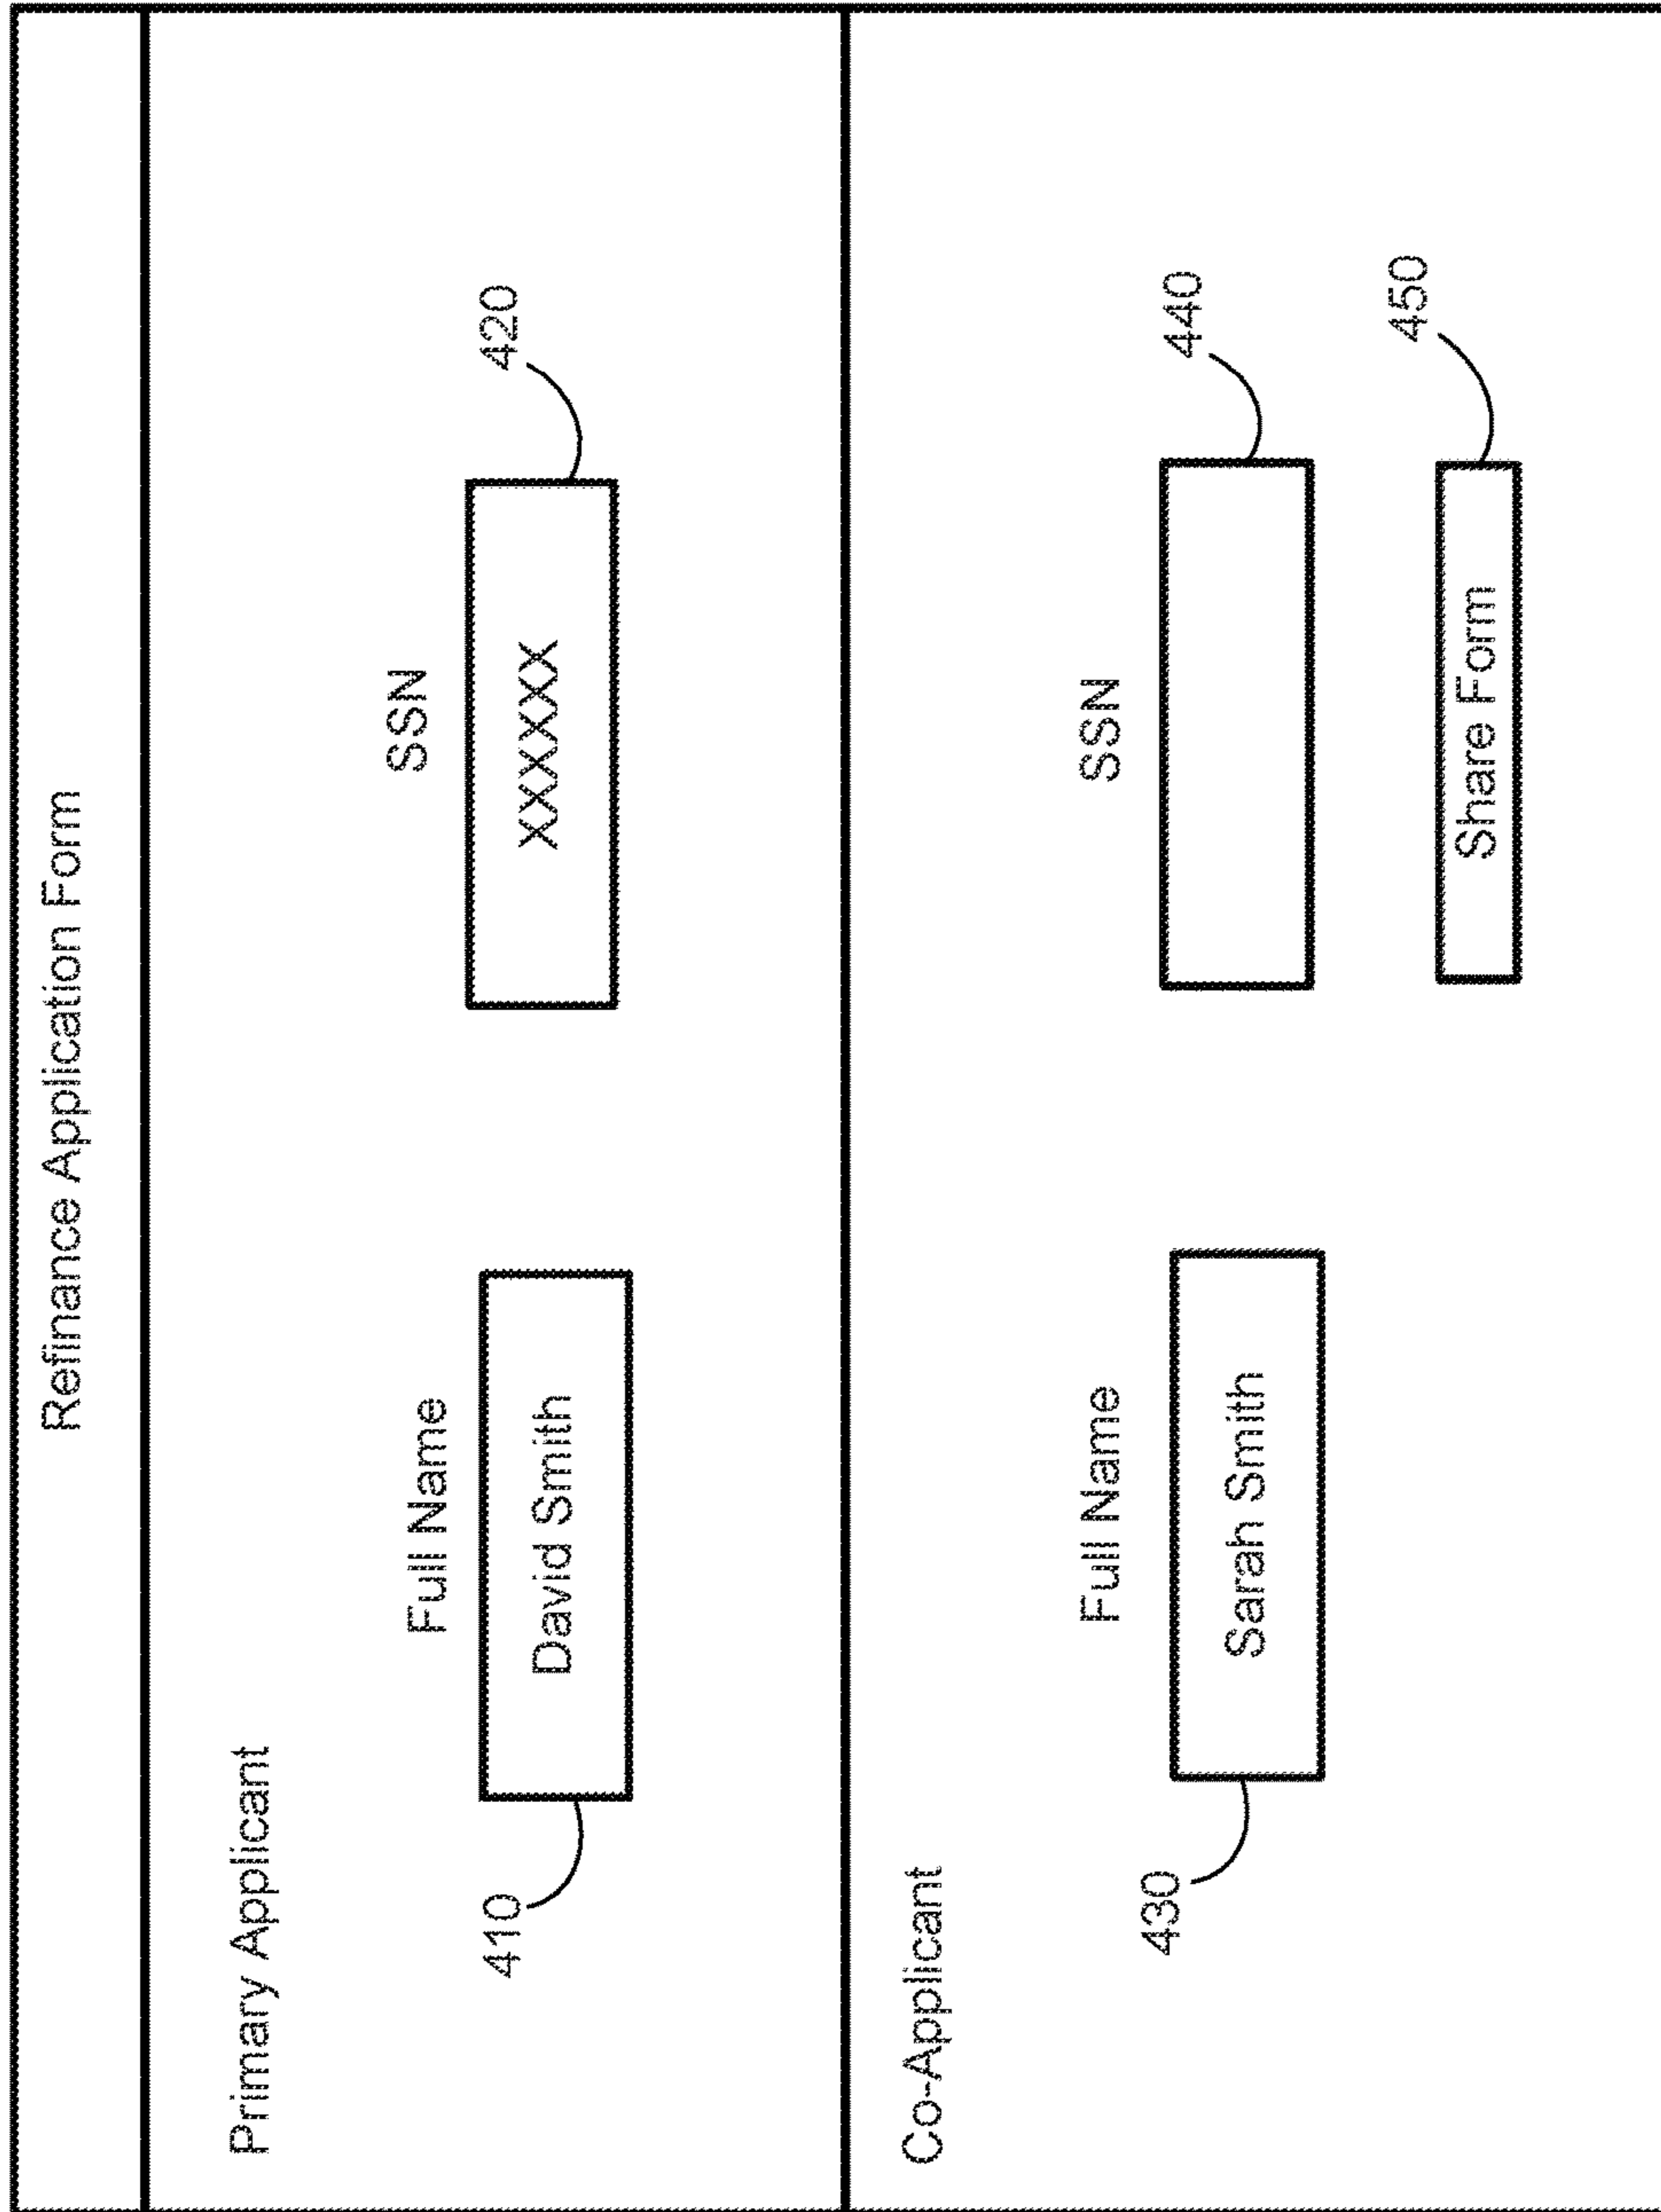 Refinance Application Form
Primary Applicant
Full Name
SSN
410
David Smith
XXXXXX
420
Co-Applicant
Full Name
SSN
430
Sarah Smith
440
Share Form
450